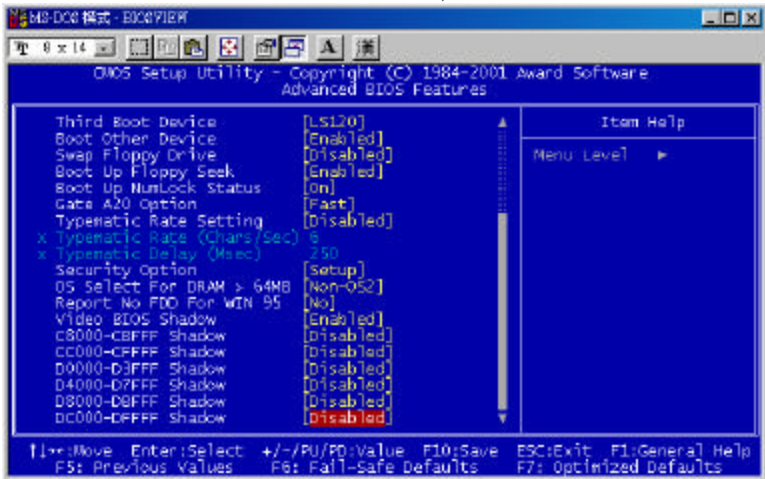 MS-DOS 模式 - BIOSVIEW
8 x 14
A 漢
CMOS Setup Utility - Copyright (C) 1984-2001 Award Software
Advanced BIOS Features
Third Boot Device [LS120]
Boot Other Device [Enabled]
Swap Floppy Drive [Disabled]
Boot Up Floppy Seek [Enabled]
Boot Up NumLock Status [On]
Gate A20 Option [Fast]
Typematic Rate Setting [Disabled]
x Typematic Rate (Chars/Sec) 6
x Typematic Delay (Msec) 250
Security Option [Setup]
OS Select For DRAM > 64MB [Non-OS2]
Report No FDD For WIN 95 [No]
Video BIOS Shadow [Enabled]
C8000-CBFFF Shadow [Disabled]
CC000-CFFFF Shadow [Disabled]
D0000-D3FFF Shadow [Disabled]
D4000-D7FFF Shadow [Disabled]
D8000-DBFFF Shadow [Disabled]
DC000-DFFFF Shadow [Disabled]
Item Help
Menu Level ►
↑↓→←:Move Enter:Select +/-/PU/PD:Value F10:Save ESC:Exit F1:General Help
F5: Previous Values F6: Fail-Safe Defaults F7: Optimized Defaults